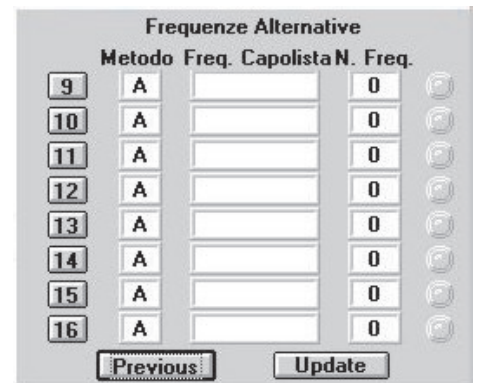 Frequenze Alternative
Metodo Freq. Capolista N. Freq.
9 A 0
10 A 0
11 A 0
12 A 0
13 A 0
14 A 0
15 A 0
16 A 0
Previous Update